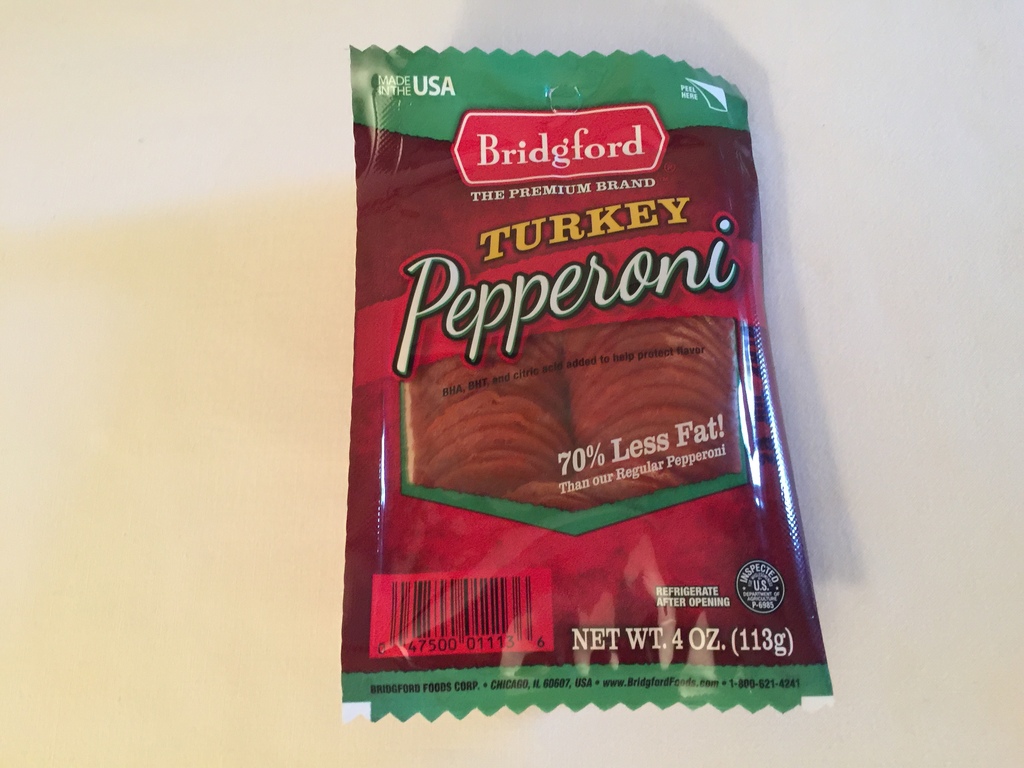 MADE
IN THE USA
PEEL
HERE
Bridgford
THE PREMIUM BRAND
TURKEY
Pepperoni
BHA, BHT, and citric acid added to help protect flavor
70% Less Fat!
Than our Regular Pepperoni
REFRIGERATE
AFTER OPENING
INSPECTED
U.S.
DEPARTMENT OF
AGRICULTURE
P-6985
0 47500 01113 6
NET WT. 4 OZ. (113g)
BRIDGFORD FOODS CORP. • CHICAGO, IL 60607, USA • www.BridgfordFoods.com • 1-800-621-4241